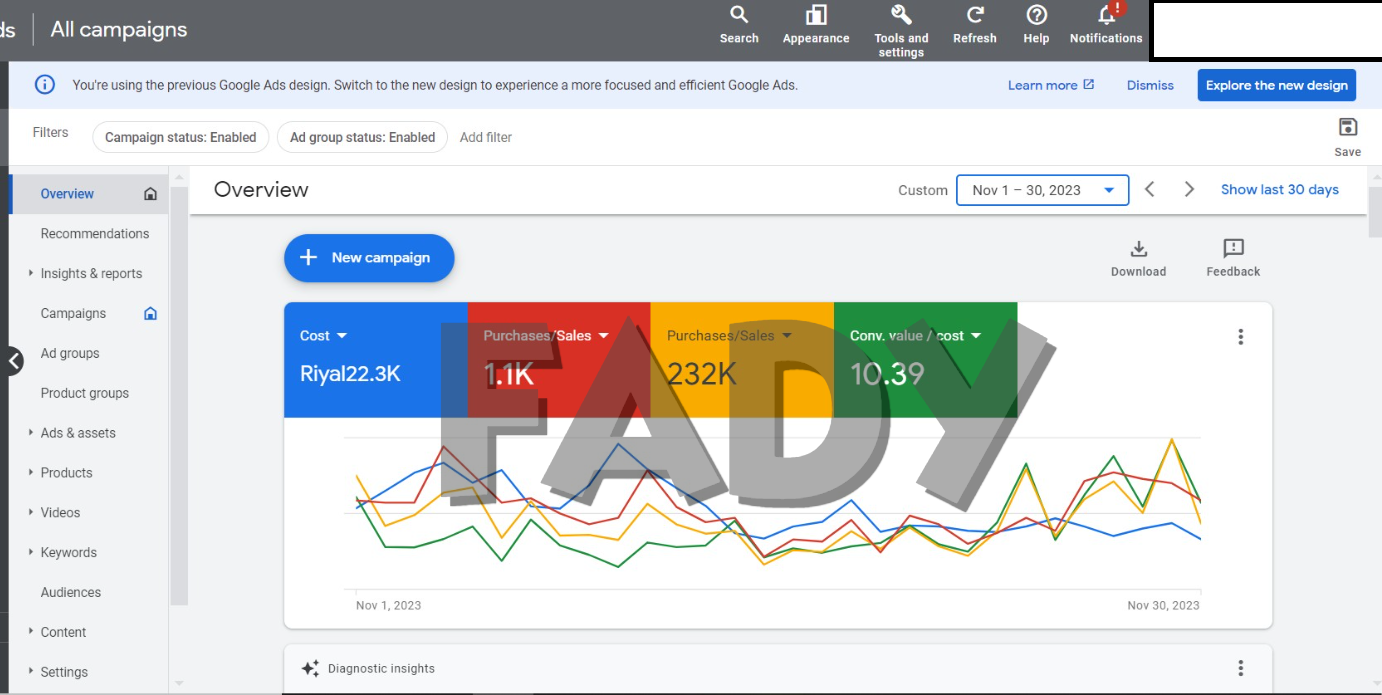 ds
All campaigns
Search
Appearance
Tools and
settings
Refresh
Help
!
Notifications
You're using the previous Google Ads design. Switch to the new design to experience a more focused and efficient Google Ads.
Learn more
Dismiss
Explore the new design
Filters
Campaign status: Enabled
Ad group status: Enabled
Add filter
Save
Overview
Recommendations
Insights & reports
Campaigns
Ad groups
Product groups
Ads & assets
Products
Videos
Keywords
Audiences
Content
Settings
Overview
Custom
Nov 1 – 30, 2023
Show last 30 days
New campaign
Download
Feedback
Cost
Riyal22.3K
Purchases/Sales
1.1K
Purchases/Sales
232K
Conv. value / cost
10.39
FADY
Nov 1, 2023
Nov 30, 2023
Diagnostic insights